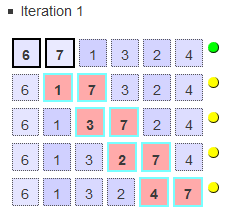 Iteration 1
6 7 1 3 2 4
6 1 7 3 2 4
6 1 3 7 2 4
6 1 3 2 7 4
6 1 3 2 4 7